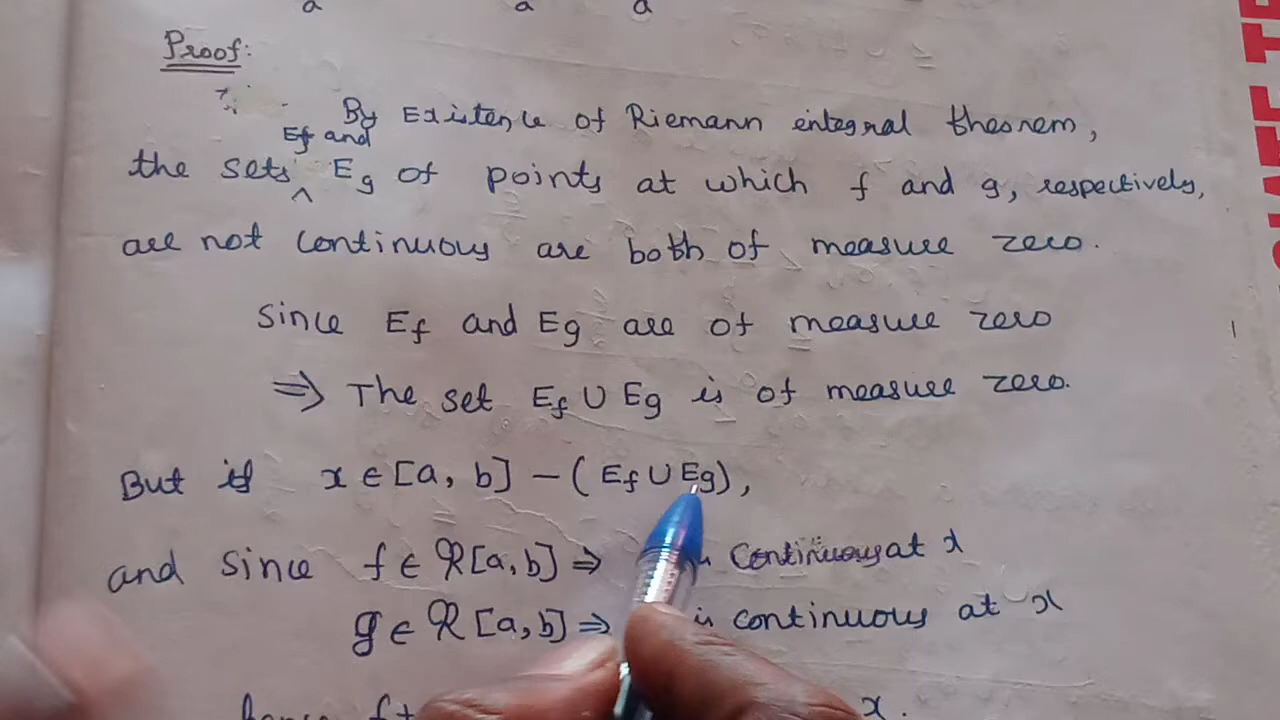 a a a
Proof:
By Existence of Riemann integral theorem,
Ef and
the sets ^ Eg of points at which f and g, respectively,
are not continuous are both of measure zero.
Since Ef and Eg are of measure zero
⇒ The set Ef ∪ Eg is of measure zero.
But if x ∈ [a, b] - (Ef ∪ Eg),
and since f ∈ R[a, b] ⇒ continuous at x
g ∈ R[a, b] ⇒ is continuous at x
hence f+ x.